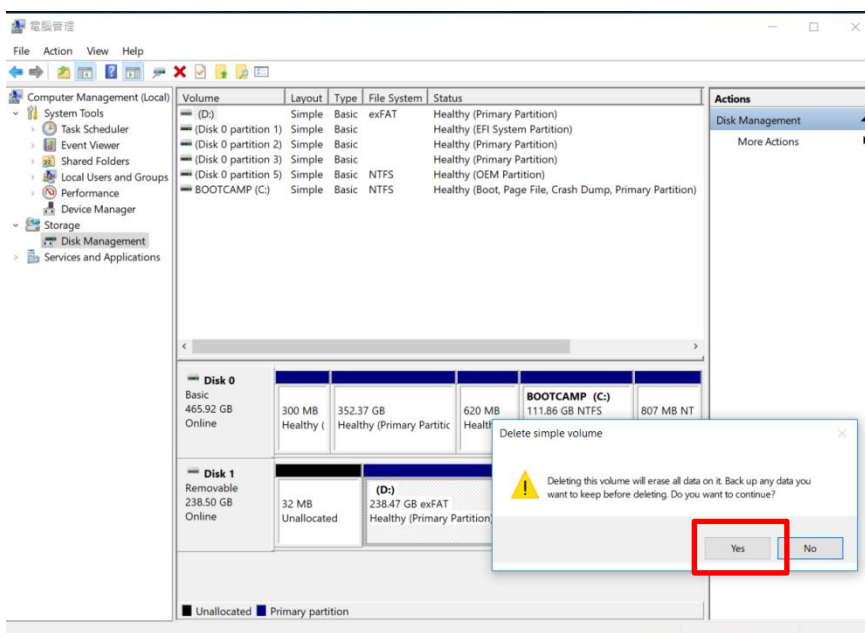 電腦管理
File Action View Help
Computer Management (Local)
System Tools
Task Scheduler
Event Viewer
Shared Folders
Local Users and Groups
Performance
Device Manager
Storage
Disk Management
Services and Applications
Volume Layout Type File System Status
(D:) Simple Basic exFAT Healthy (Primary Partition)
(Disk 0 partition 1) Simple Basic Healthy (EFI System Partition)
(Disk 0 partition 2) Simple Basic Healthy (Primary Partition)
(Disk 0 partition 3) Simple Basic Healthy (Primary Partition)
(Disk 0 partition 5) Simple Basic NTFS Healthy (OEM Partition)
BOOTCAMP (C:) Simple Basic NTFS Healthy (Boot, Page File, Crash Dump, Primary Partition)
Actions
Disk Management
More Actions
Disk 0
Basic
465.92 GB
Online
300 MB
Healthy (
352.37 GB
Healthy (Primary Partitic
620 MB
Healt
BOOTCAMP (C:)
111.86 GB NTFS
807 MB NT
Disk 1
Removable
238.50 GB
Online
32 MB
Unallocated
(D:)
238.47 GB exFAT
Healthy (Primary Partition)
Delete simple volume
Deleting this volume will erase all data on it. Back up any data you
want to keep before deleting. Do you want to continue?
Yes No
Unallocated Primary partition